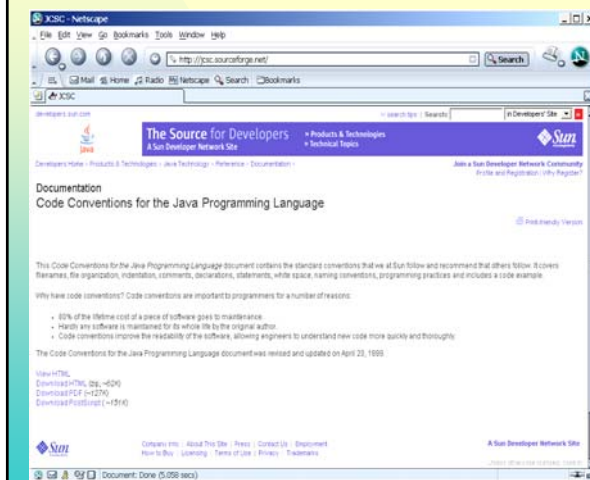 JCSC - Netscape
File Edit View Go Bookmarks Tools Window Help
http://jcsc.sourceforge.net/
Search
Mail Home Radio Netscape Search Bookmarks
JCSC
developers.sun.com
search tips | Search:
in Developers' Site
Java
The Source for Developers
A Sun Developer Network Site
» Products & Technologies
» Technical Topics
Sun
Developers Home › Products & Technologies › Java Technology › Reference › Documentation ›
Join a Sun Developer Network Community
Profile and Registration | Why Register?
Documentation
Code Conventions for the Java Programming Language
Print-friendly Version
This Code Conventions for the Java Programming Language document contains the standard conventions that we at Sun follow and recommend that others follow. It covers
filenames, file organization, indentation, comments, declarations, statements, white space, naming conventions, programming practices and includes a code example.
Why have code conventions? Code conventions are important to programmers for a number of reasons:
80% of the lifetime cost of a piece of software goes to maintenance.
Hardly any software is maintained for its whole life by the original author.
Code conventions improve the readability of the software, allowing engineers to understand new code more quickly and thoroughly.
The Code Conventions for the Java Programming Language document was revised and updated on April 20, 1999.
View HTML
Download HTML (zip, ~62K)
Download PDF (~127K)
Download PostScript (~151K)
Sun
Company Info | About This Site | Press | Contact Us | Employment
How to Buy | Licensing | Terms of Use | Privacy | Trademarks
A Sun Developer Network Site
Document: Done (5.058 secs)